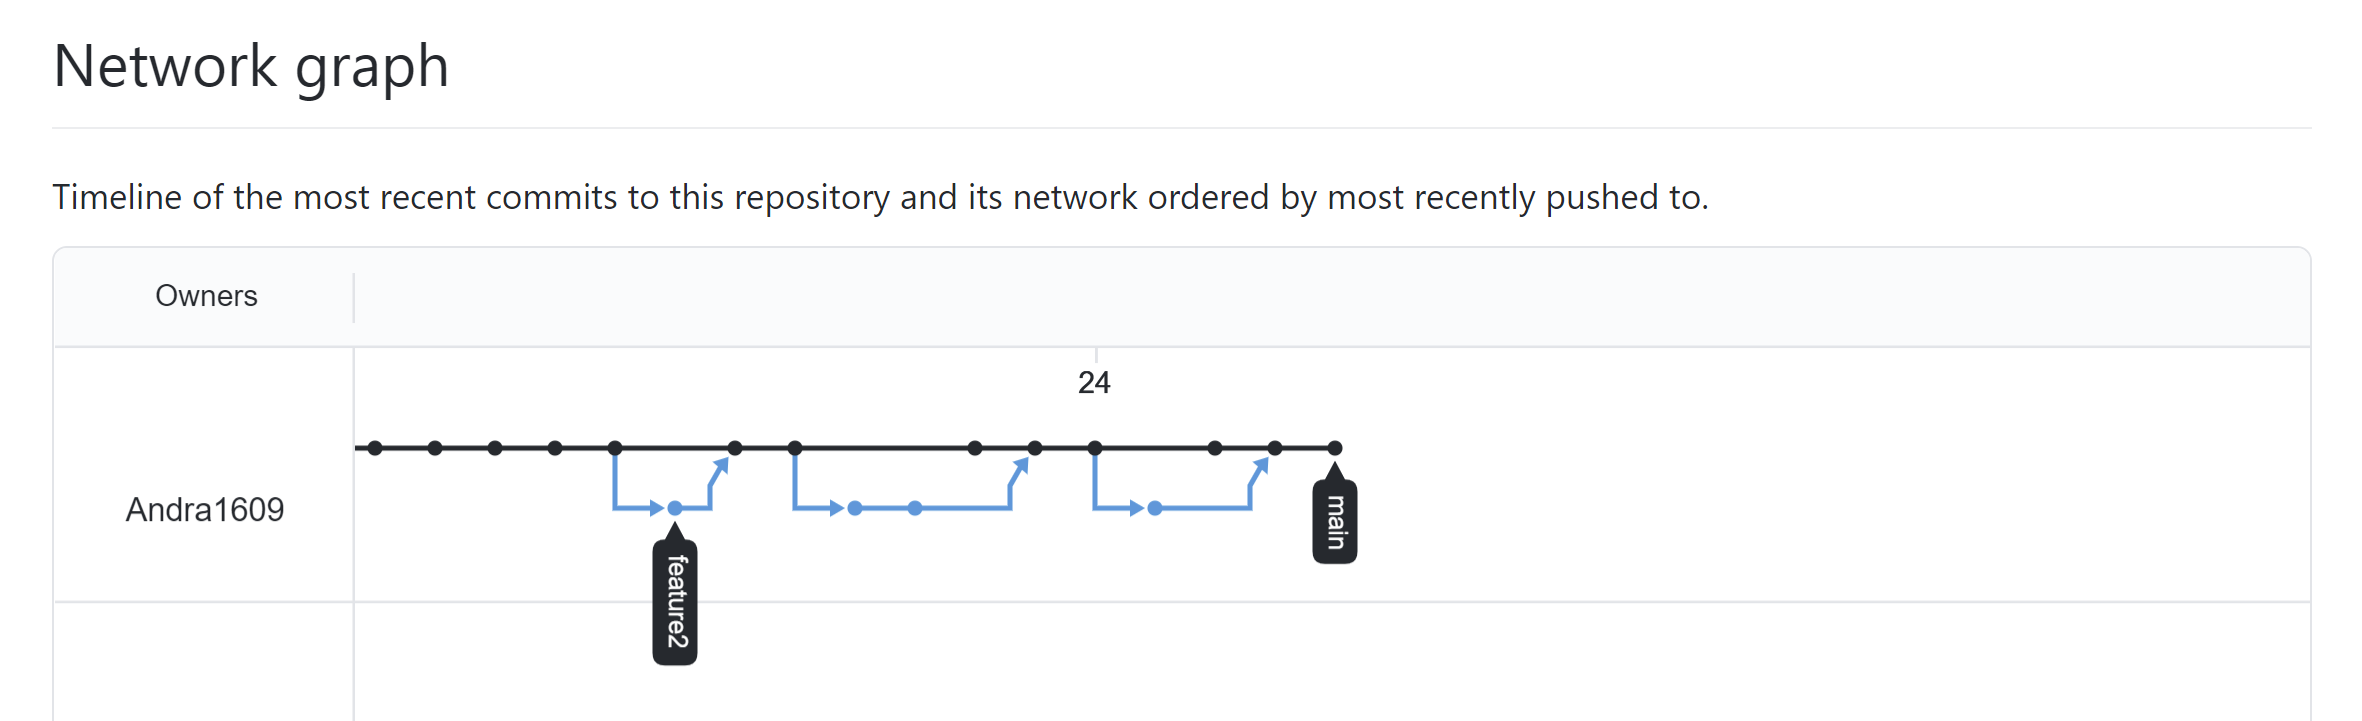 Network graph
Timeline of the most recent commits to this repository and its network ordered by most recently pushed to.
Owners
24
Andra1609
main
feature2